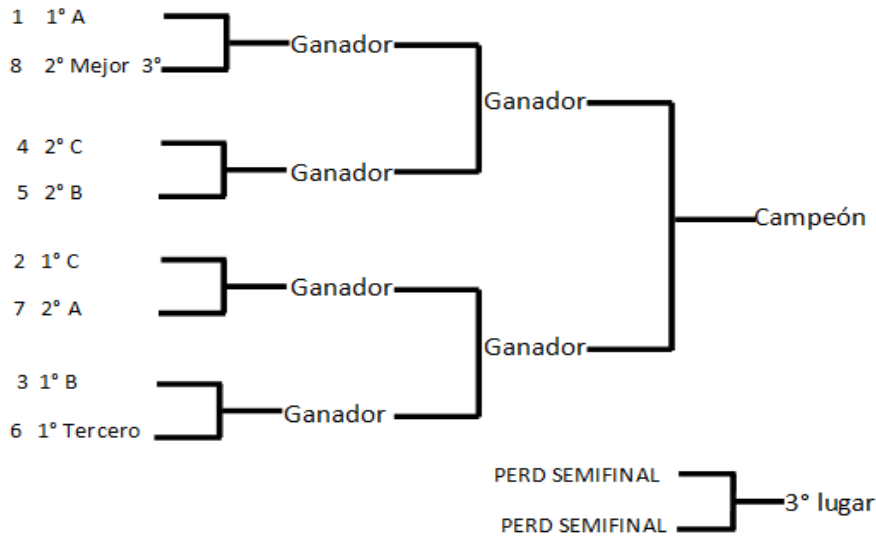 1 1° A
Ganador
8 2° Mejor 3°
Ganador
4 2° C
Ganador
5 2° B
Campeón
2 1° C
Ganador
7 2° A
Ganador
3 1° B
Ganador
6 1° Tercero
PERD SEMIFINAL
3° lugar
PERD SEMIFINAL